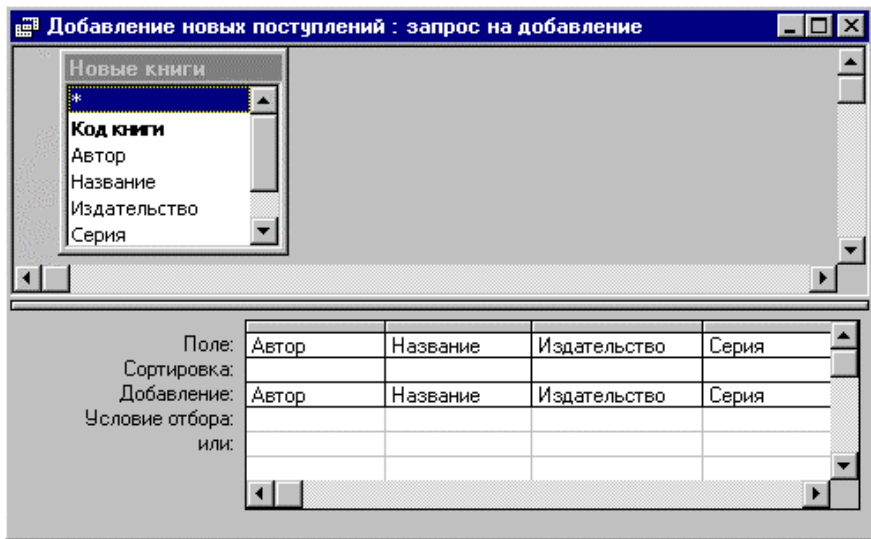 Добавление новых поступлений : запрос на добавление
Новые книги
*
Код книги
Автор
Название
Издательство
Серия
Поле: Автор Название Издательство Серия
Сортировка:
Добавление: Автор Название Издательство Серия
Условие отбора:
или: